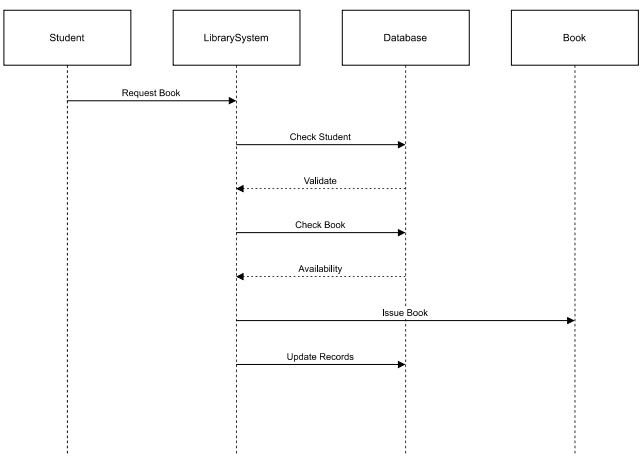 Student
LibrarySystem
Database
Book
Request Book
Check Student
Validate
Check Book
Availability
Issue Book
Update Records